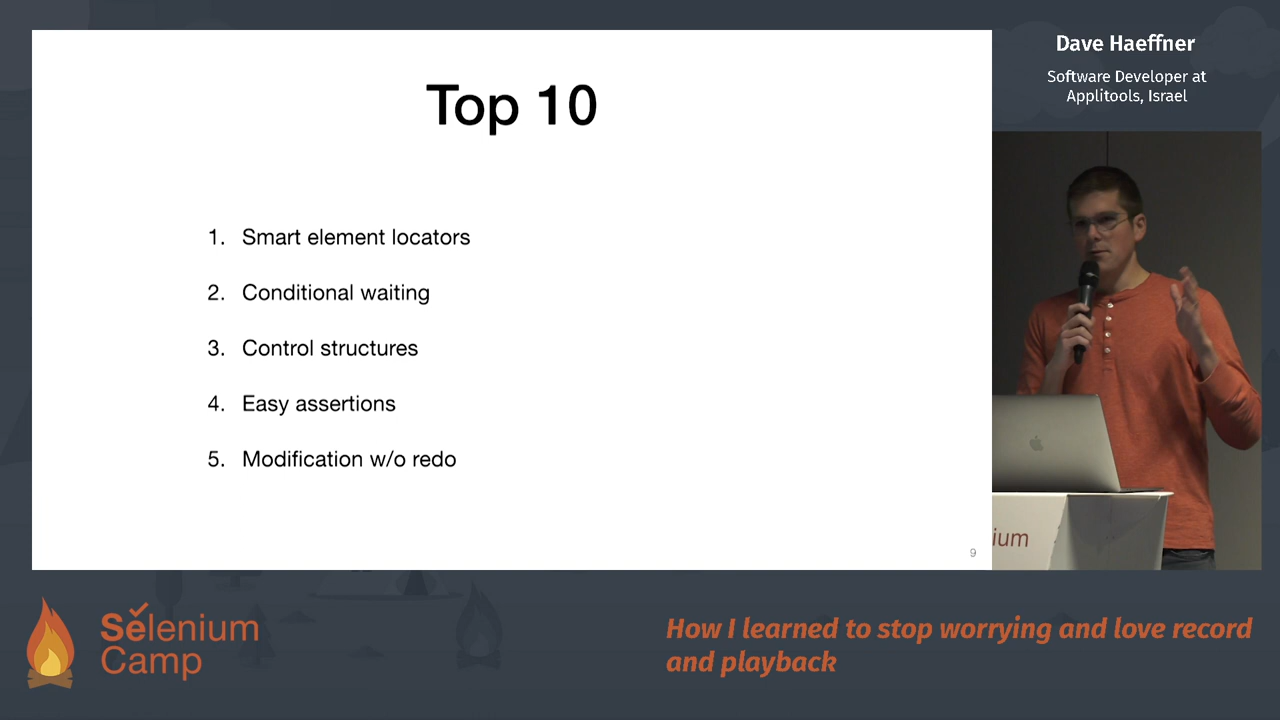 Top 10
1. Smart element locators
2. Conditional waiting
3. Control structures
4. Easy assertions
5. Modification w/o redo
9
Dave Haeffner
Software Developer at
Applitools, Israel
ium
Selenium
Camp
How I learned to stop worrying and love record
and playback